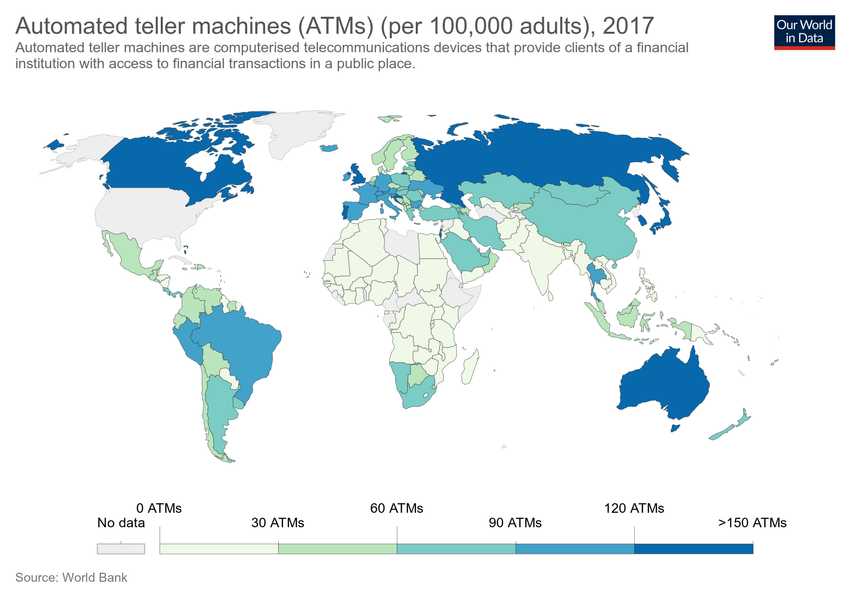 Automated teller machines (ATMs) (per 100,000 adults), 2017
Our World
in Data
Automated teller machines are computerised telecommunications devices that provide clients of a financial
institution with access to financial transactions in a public place.
0 ATMs
60 ATMs
120 ATMs
No data
30 ATMs
90 ATMs
>150 ATMs
Source: World Bank